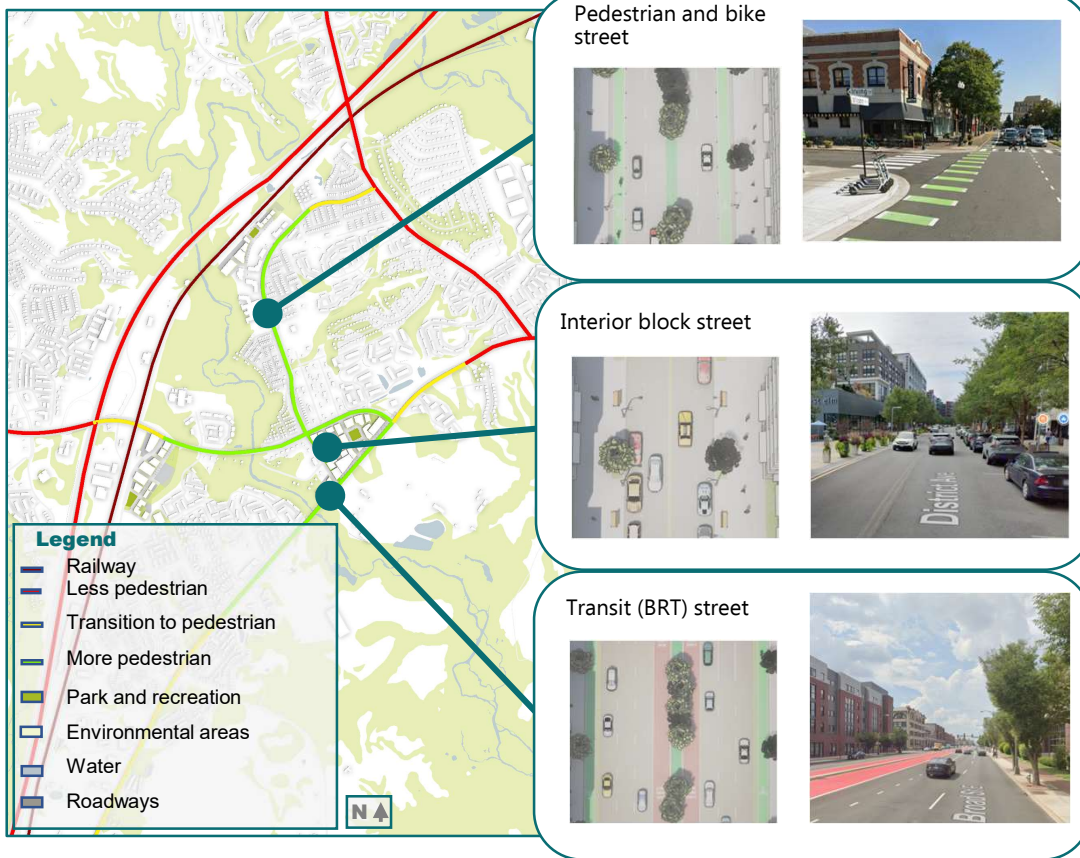 Pedestrian and bike
street
Interior block street
District Ave
Transit (BRT) street
Broad St E
Legend
Railway
Less pedestrian
Transition to pedestrian
More pedestrian
Park and recreation
Environmental areas
Water
Roadways
N